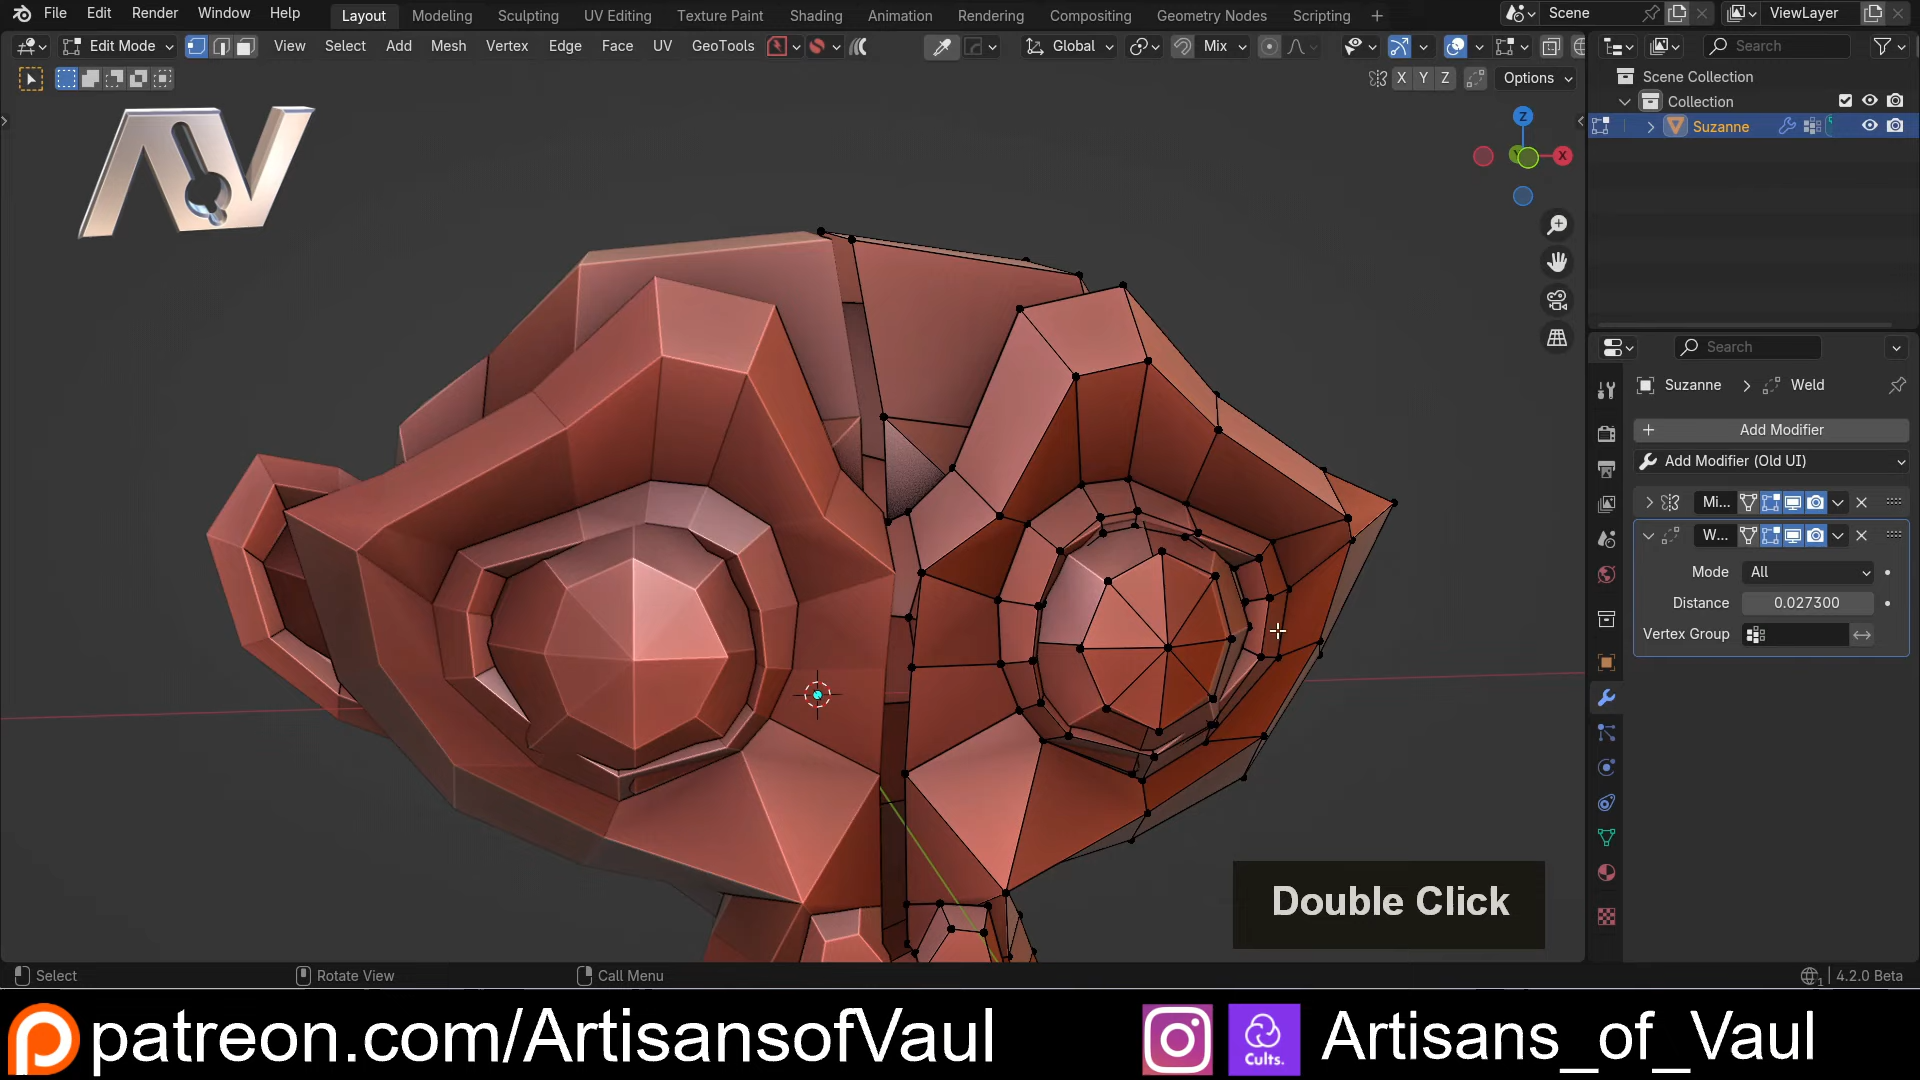 File Edit Render Window Help Layout Modeling Sculpting UV Editing Texture Paint Shading Animation Rendering Compositing Geometry Nodes Scripting + Scene ViewLayer
Edit Mode View Select Add Mesh Vertex Edge Face UV GeoTools Global Mix Search
X Y Z Options
Scene Collection
Collection
Suzanne
Z
X
Search
Suzanne > Weld
Add Modifier
Add Modifier (Old UI)
Mi...
W...
Mode All
Distance 0.027300
Vertex Group
Double Click
Select Rotate View Call Menu 4.2.0 Beta
patreon.com/ArtisansofVaul Cults. Artisans_of_Vaul